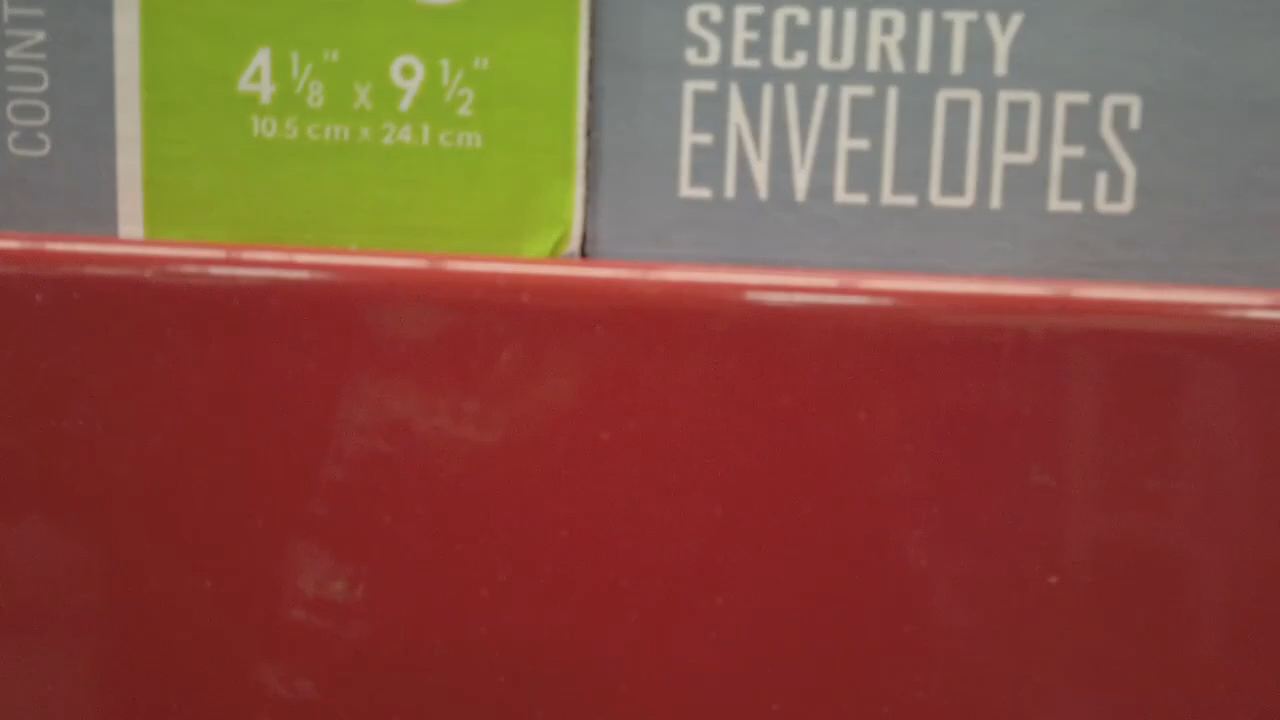 COUNT
4 1/8" x 9 1/2"
10.5 cm x 24.1 cm
SECURITY
ENVELOPES